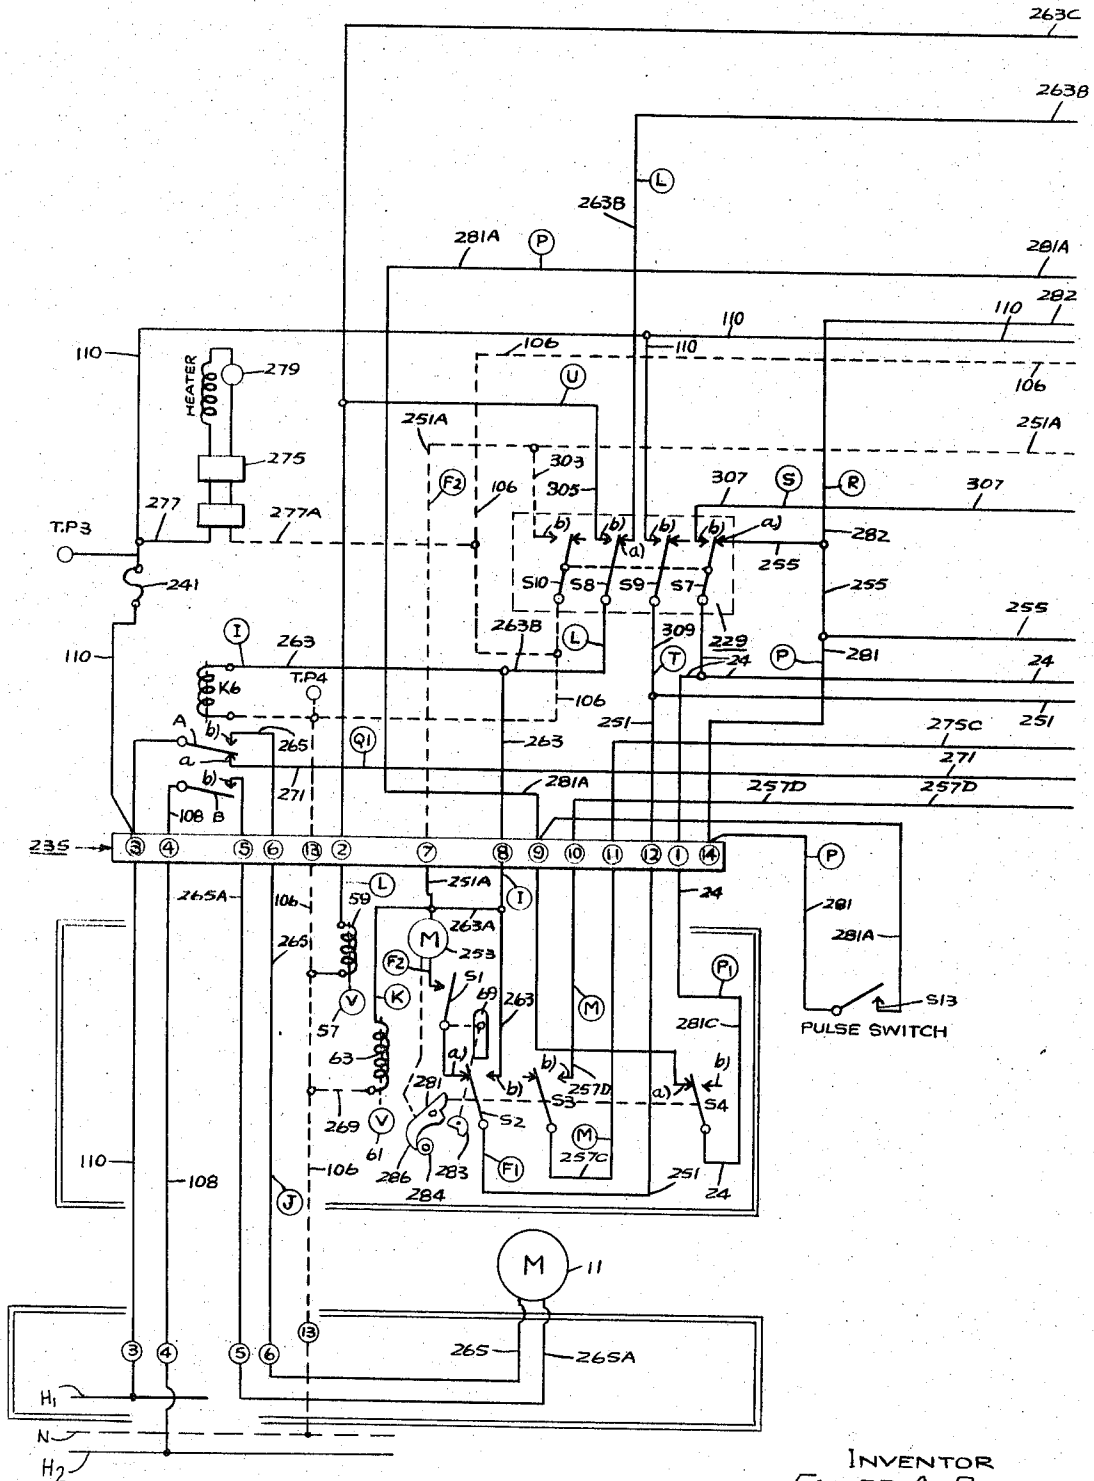 263C
263B
L
263B
281A
P
281A
282
110
110
110
110
106
106
HEATER
279
U
251A
251A
275
303
F2
305
106
307
S
R
307
T.P3
277
277A
b)
b)
b)
b)
a)
a)
282
255
241
S10
S8
S9
S7
255
110
I
263
263B
L
309
229
255
P
281
T.P4
T
24
24
K6
106
251
251
A
b)
265
Q1
263
275C
a
271
271
b)
281A
257D
257D
108
B
235
3
4
5
6
13
2
7
8
9
10
11
12
1
14
P
265A
106
L
59
251A
I
24
281
263A
281A
M
253
265
F2
S1
P1
K
69
263
M
S13
V
57
281C
PULSE SWITCH
63
a)
b)
b)
257D
a)
b)
281
S3
S4
269
S2
V
61
M
110
108
106
286
284
283
F1
257C
251
24
J
M
11
13
3
4
5
6
265
265A
H1
N
H2
INVENTOR